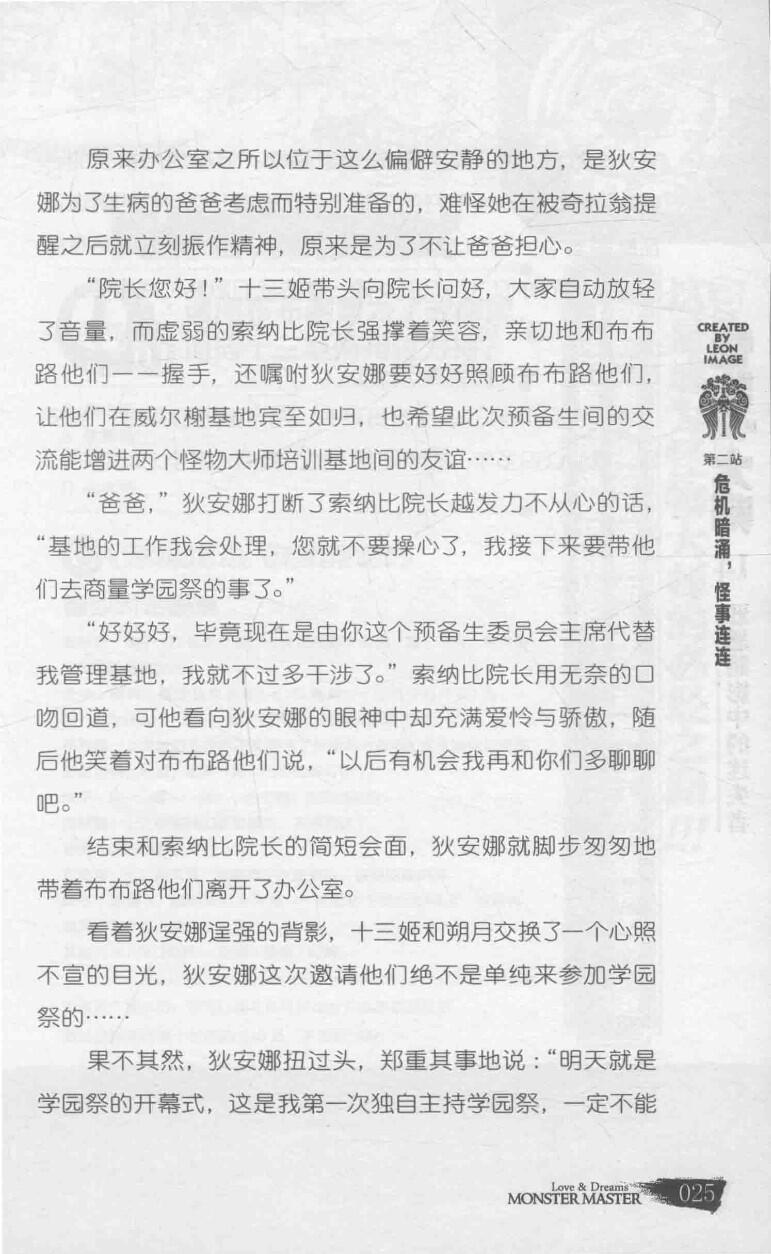 原来办公室之所以位于这么偏僻安静的地方，是狄安
娜为了生病的爸爸考虑而特别准备的，难怪她在被奇拉翁提
醒之后就立刻振作精神，原来是为了不让爸爸担心。
“院长您好！”十三姬带头向院长问好，大家自动放轻
了音量，而虚弱的索纳比院长强撑着笑容，亲切地和布布
路他们一一握手，还嘱咐狄安娜要好好照顾布布路他们，
让他们在威尔榭基地宾至如归，也希望此次预备生间的交
流能增进两个怪物大师培训基地间的友谊……
“爸爸，”狄安娜打断了索纳比院长越发力不从心的话，
“基地的工作我会处理，您就不要操心了，我接下来要带他
们去商量学园祭的事了。”
“好好好，毕竟现在是由你这个预备生委员会主席代替
我管理基地，我就不过多干涉了。”索纳比院长用无奈的口
吻回道，可他看向狄安娜的眼神中却充满爱怜与骄傲，随
后他笑着对布布路他们说，“以后有机会我再和你们多聊聊
吧。”
结束和索纳比院长的简短会面，狄安娜就脚步匆匆地
带着布布路他们离开了办公室。
看着狄安娜逞强的背影，十三姬和朔月交换了一个心照
不宣的目光，狄安娜这次邀请他们绝不是单纯来参加学园
祭的……
果不其然，狄安娜扭过头，郑重其事地说：“明天就是
学园祭的开幕式，这是我第一次独自主持学园祭，一定不能
CREATED
BY
LEON
IMAGE
第二站
危机暗涌，怪事连连
Love & Dreams
MONSTER MASTER
025